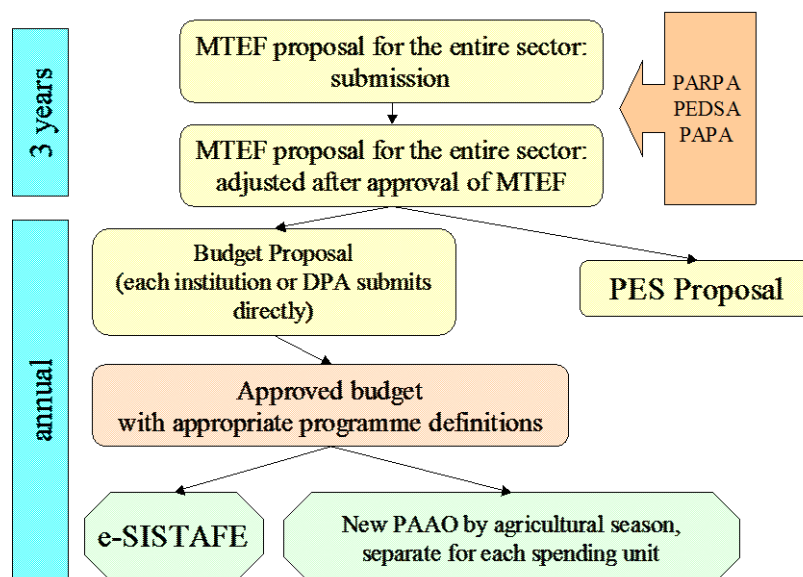 3 years
MTEF proposal for the entire sector:
submission
PARPA
PEDSA
PAPA
MTEF proposal for the entire sector:
adjusted after approval of MTEF
annual
Budget Proposal
(each institution or DPA submits
directly)
PES Proposal
Approved budget
with appropriate programme definitions
e-SISTAFE
New PAAO by agricultural season,
separate for each spending unit